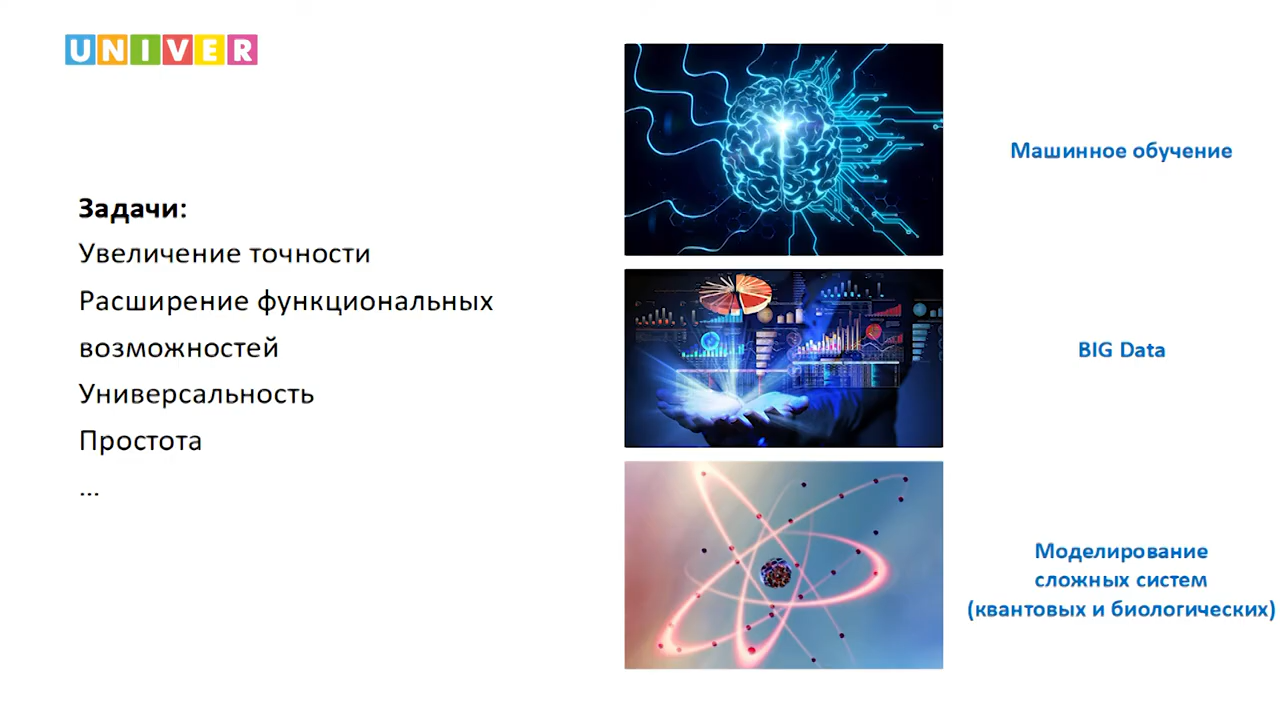 UNIVER
Задачи:
Увеличение точности
Расширение функциональных
возможностей
Универсальность
Простота
...
Машинное обучение
BIG Data
Моделирование
сложных систем
(квантовых и биологических)